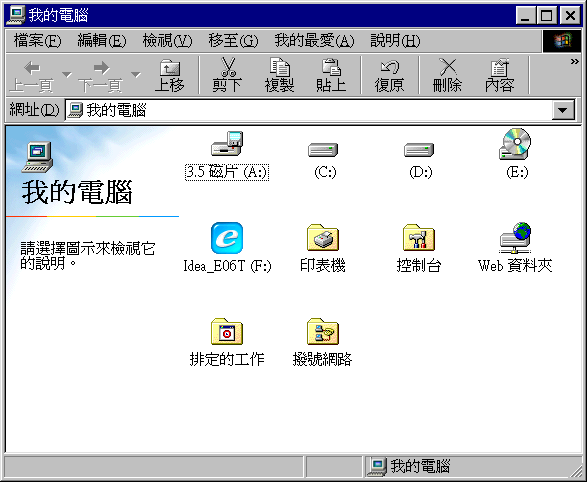 我的電腦
檔案(F) 編輯(E) 檢視(V) 移至(G) 我的最愛(A) 說明(H)
上一頁 下一頁 上移 剪下 複製 貼上 復原 刪除 內容 »
網址(D) 我的電腦
3.5 磁片 (A:) (C:) (D:) (E:)
我的電腦
請選擇圖示來檢視它
的說明。
Idea_E06T (F:) 印表機 控制台 Web 資料夾
排定的工作 撥號網路
我的電腦